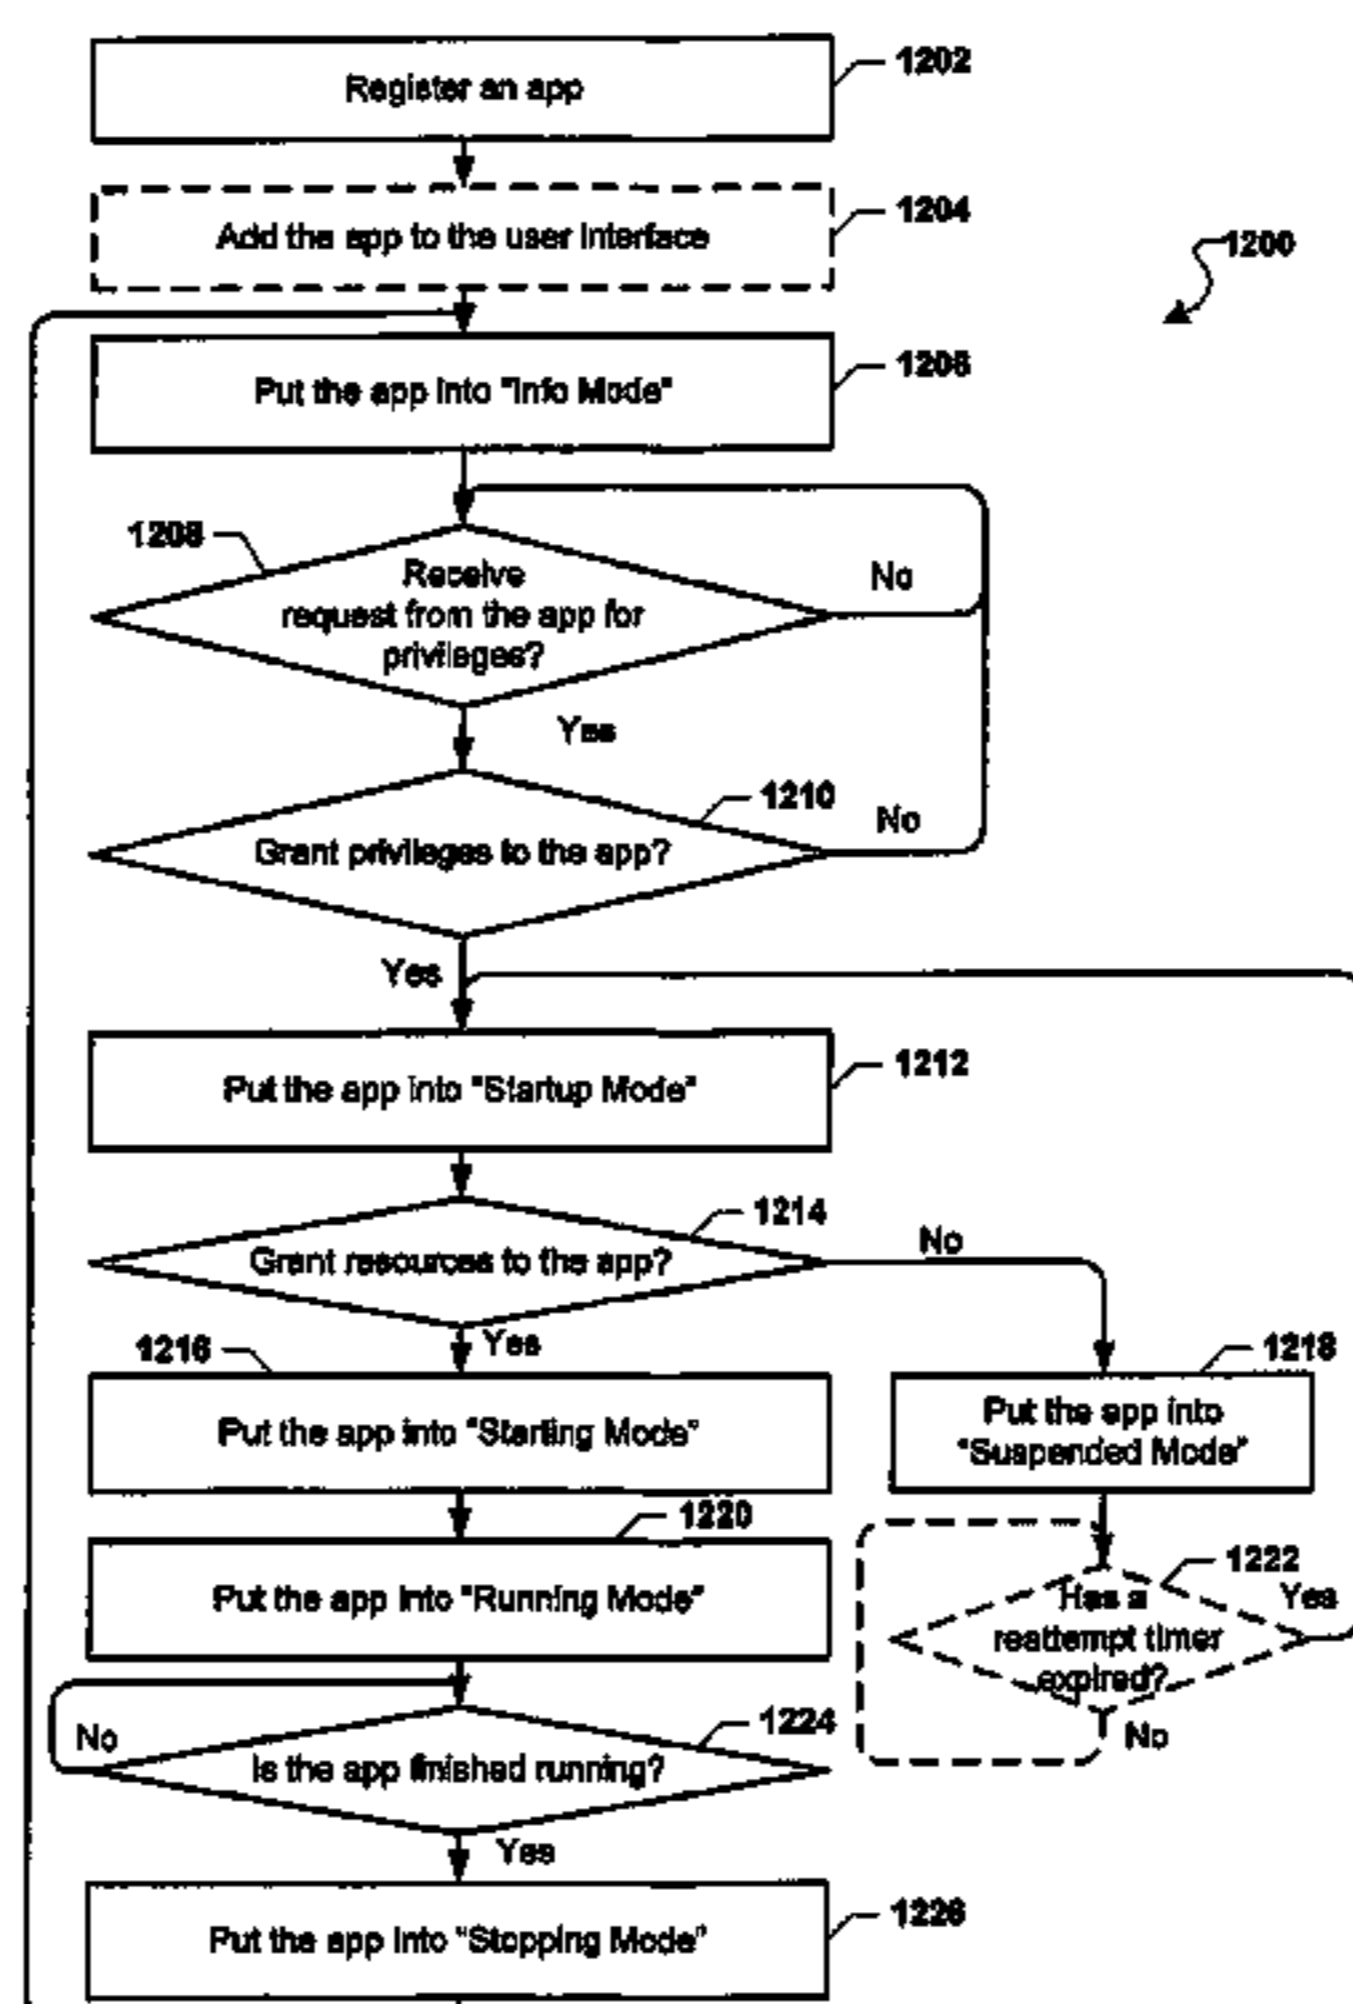 Register an app
1202
Add the app to the user interface
1204
1200
Put the app into "Info Mode"
1206
1208
Receive
request from the app for
privileges?
No
Yes
1210
Grant privileges to the app?
No
Yes
Put the app into "Startup Mode"
1212
1214
Grant resources to the app?
No
Yes
1216
1218
Put the app into "Starting Mode"
Put the app into
"Suspended Mode"
1220
Put the app into "Running Mode"
1222
Has a
reattempt timer
expired?
Yes
No
No
1224
Is the app finished running?
Yes
Put the app into "Stopping Mode"
1226